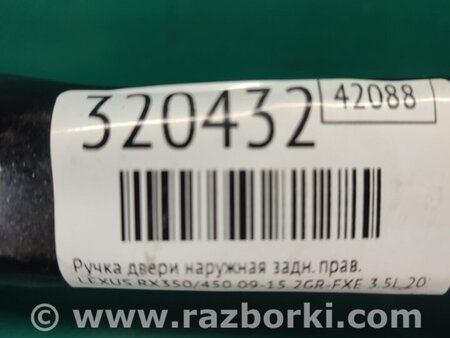 320432
42088
Ручка двери наружная задн. прав.
LEXUS RX350/450 09-15 2GR-FXE 3.5L 20
© www.razborki.com